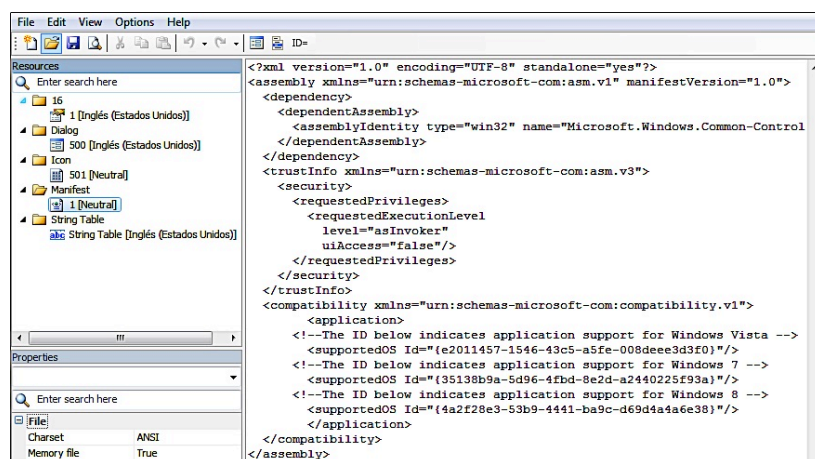 File Edit View Options Help
ID=
Resources
Enter search here
16
1 [Inglés (Estados Unidos)]
Dialog
500 [Inglés (Estados Unidos)]
Icon
501 [Neutral]
Manifest
1 [Neutral]
String Table
abc String Table [Inglés (Estados Unidos)]
Properties
Enter search here
File
Charset ANSI
Memory file True
<?xml version="1.0" encoding="UTF-8" standalone="yes"?>
<assembly xmlns="urn:schemas-microsoft-com:asm.v1" manifestVersion="1.0">
<dependency>
<dependentAssembly>
<assemblyIdentity type="win32" name="Microsoft.Windows.Common-Control
</dependentAssembly>
</dependency>
<trustInfo xmlns="urn:schemas-microsoft-com:asm.v3">
<security>
<requestedPrivileges>
<requestedExecutionLevel
level="asInvoker"
uiAccess="false"/>
</requestedPrivileges>
</security>
</trustInfo>
<compatibility xmlns="urn:schemas-microsoft-com:compatibility.v1">
<application>
<!--The ID below indicates application support for Windows Vista -->
<supportedOS Id="{e2011457-1546-43c5-a5fe-008deee3d3f0}"/>
<!--The ID below indicates application support for Windows 7 -->
<supportedOS Id="{35138b9a-5d96-4fbd-8e2d-a2440225f93a}"/>
<!--The ID below indicates application support for Windows 8 -->
<supportedOS Id="{4a2f28e3-53b9-4441-ba9c-d69d4a4a6e38}"/>
</application>
</compatibility>
</assembly>